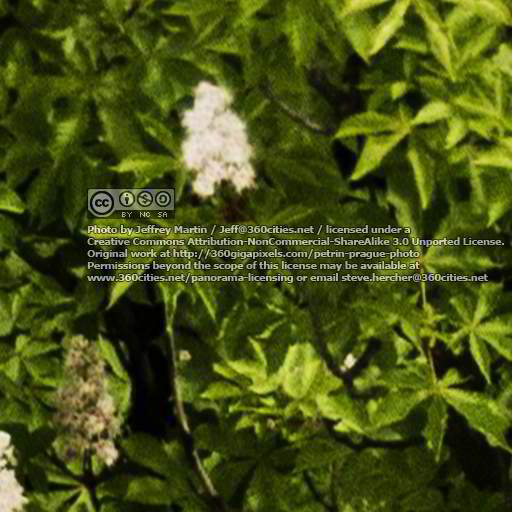 cc
BY NC SA
Photo by Jeffrey Martin / Jeff@360cities.net / licensed under a
Creative Commons Attribution-NonCommercial-ShareAlike 3.0 Unported License.
Original work at http://360gigapixels.com/petrin-prague-photo
Permissions beyond the scope of this license may be available at
www.360cities.net/panorama-licensing or email steve.hercher@360cities.net